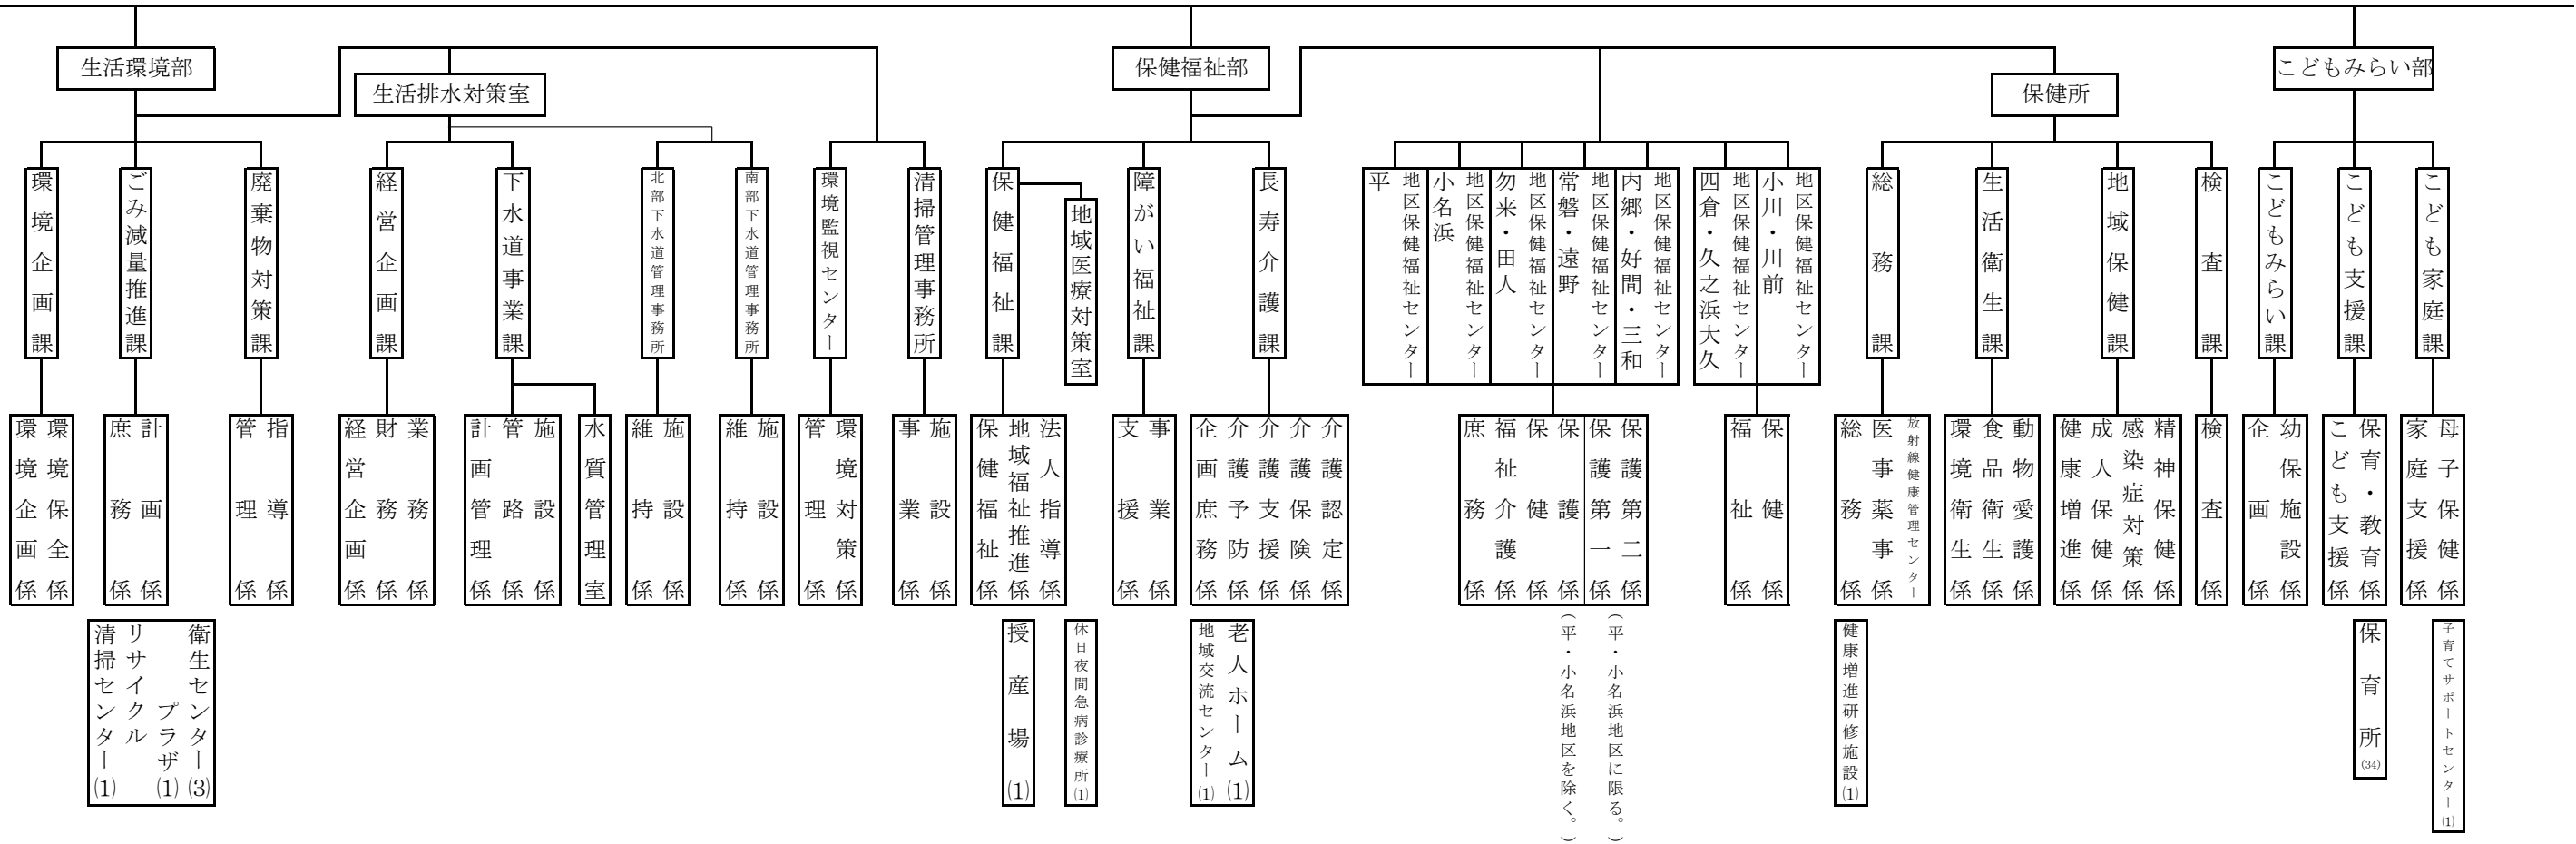 生活環境部
生活排水対策室
保健福祉部
保健所
こどもみらい部
環境企画課
ごみ減量推進課
廃棄物対策課
経営企画課
下水道事業課
北部下水道管理事務所
南部下水道管理事務所
環境監視センター
清掃管理事務所
保健福祉課
地域医療対策室
障がい福祉課
長寿介護課
平
地区保健福祉センター
小名浜
地区保健福祉センター
勿来・田人
地区保健福祉センター
常磐・遠野
地区保健福祉センター
内郷・好間・三和
地区保健福祉センター
四倉・久之浜大久
地区保健福祉センター
小川・川前
地区保健福祉センター
総務課
生活衛生課
地域保健課
検査課
こどもみらい課
こども支援課
こども家庭課
環境企画係
環境保全係
庶務係
計画係
管理係
指導係
経営企画係
財務係
業務係
計画管理係
管路係
施設係
水質管理室
維持係
施設係
維持係
施設係
管理係
環境対策係
事業係
施設係
保健福祉係
地域福祉推進係
法人指導係
支援係
事業係
企画庶務係
介護予防係
介護支援係
介護保険係
介護認定係
庶務係
福祉介護係
保健係
保護係
保護第一係
保護第二係
福祉係
保健係
総務係
医事薬事係
放射線健康管理センター
環境衛生係
食品衛生係
動物愛護係
健康増進係
成人保健係
感染症対策係
精神保健係
検査係
企画係
幼保施設係
こども支援係
保育・教育係
家庭支援係
母子保健係
清掃センター(1)
リサイクル
プラザ(1)
衛生センター(3)
授産場(1)
休日夜間急病診療所(1)
地域交流センター(1)
老人ホーム(1)
(平・小名浜地区を除く。)
(平・小名浜地区に限る。)
健康増進研修施設(1)
保育所(34)
子育てサポートセンター(1)